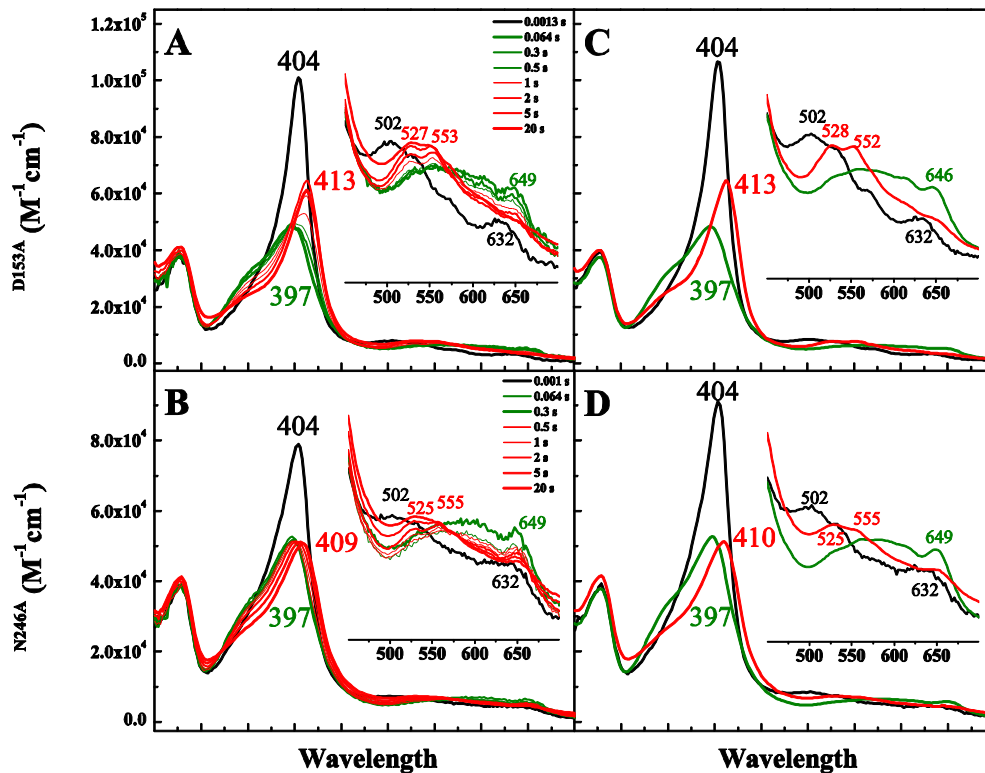 A
404
0.0013 s
0.064 s
0.3 s
0.5 s
1 s
2 s
5 s
20 s
502
527
553
649
632
413
397
500 550 600 650
1.2x10⁵
1.0x10⁵
8.0x10⁴
6.0x10⁴
4.0x10⁴
2.0x10⁴
0.0
D153A (M⁻¹ cm⁻¹)
C
404
502
528
552
646
632
413
397
500 550 600 650
B
404
0.001 s
0.064 s
0.3 s
0.5 s
1 s
2 s
5 s
20 s
502
525
555
649
632
409
397
500 550 600 650
8.0x10⁴
6.0x10⁴
4.0x10⁴
2.0x10⁴
0.0
N246A (M⁻¹ cm⁻¹)
D
404
502
525
555
649
632
410
397
500 550 600 650
Wavelength
Wavelength